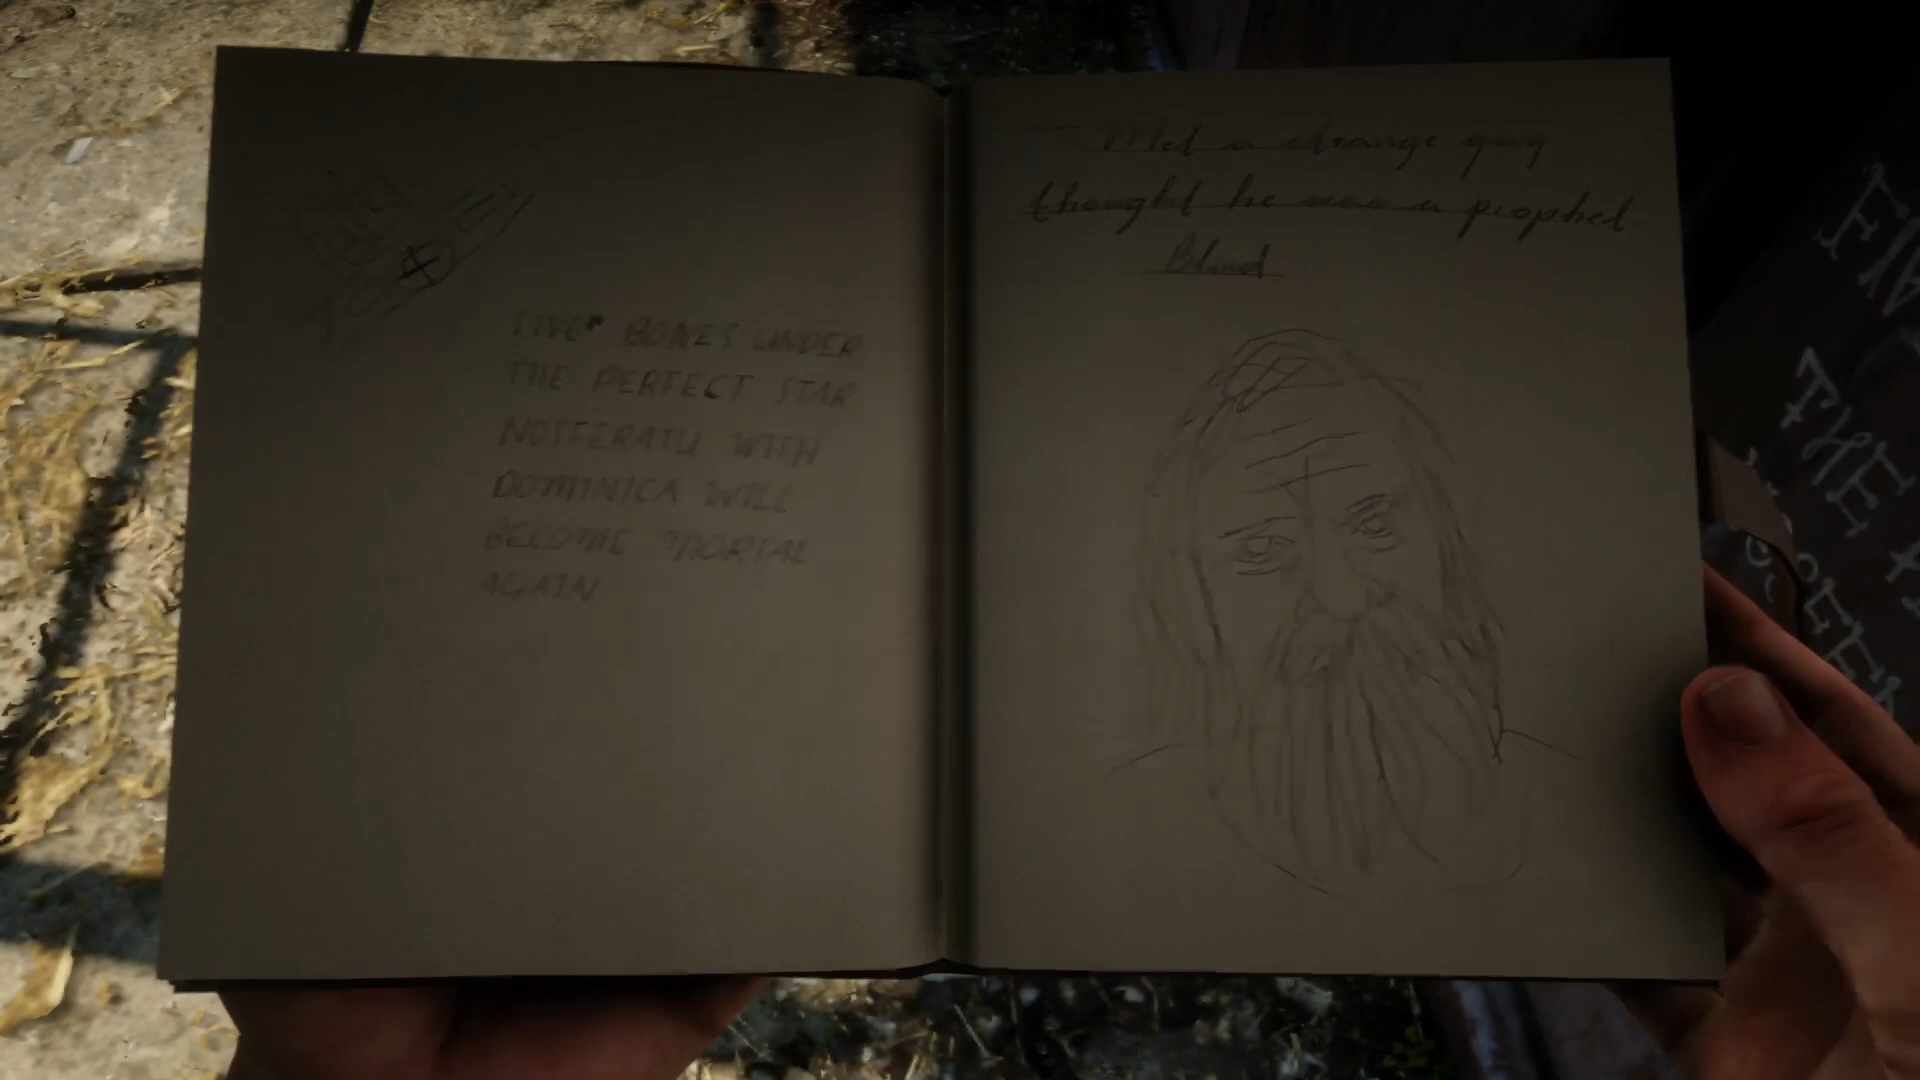 FIVE BONES UNDER
THE PERFECT STAR
NOSFERATU WITH
DOMINICA WILL
BECOME MORTAL
AGAIN
Met a strange guy
thought he was a prophet.
Blind
THE